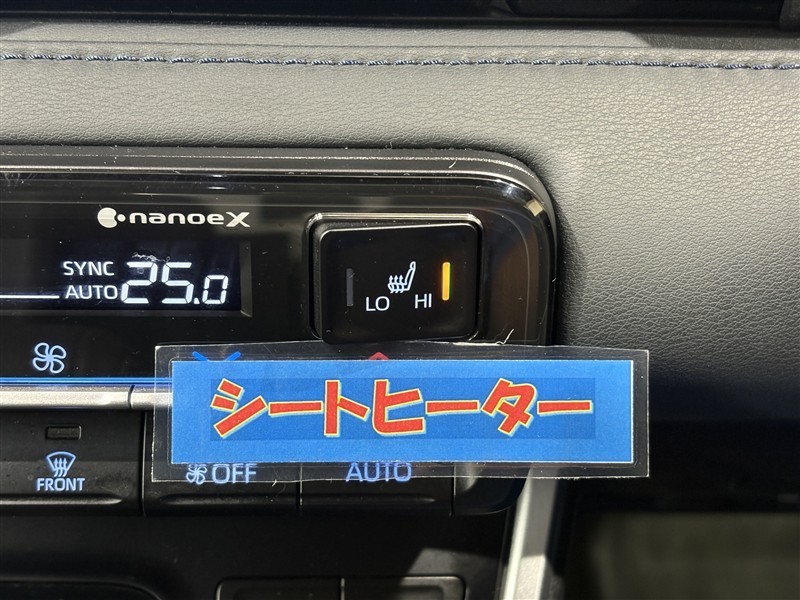 nanoeX
SYNC
AUTO 25.0
LO HI
シートヒーター
FRONT
OFF
AUTO